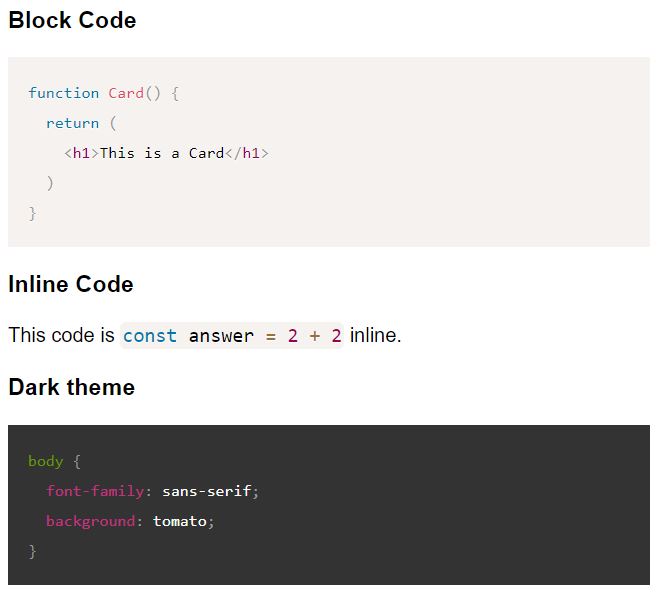 Block Code
function Card() {
  return (
    <h1>This is a Card</h1>
  )
}
Inline Code
This code is const answer = 2 + 2 inline.
Dark theme
body {
  font-family: sans-serif;
  background: tomato;
}